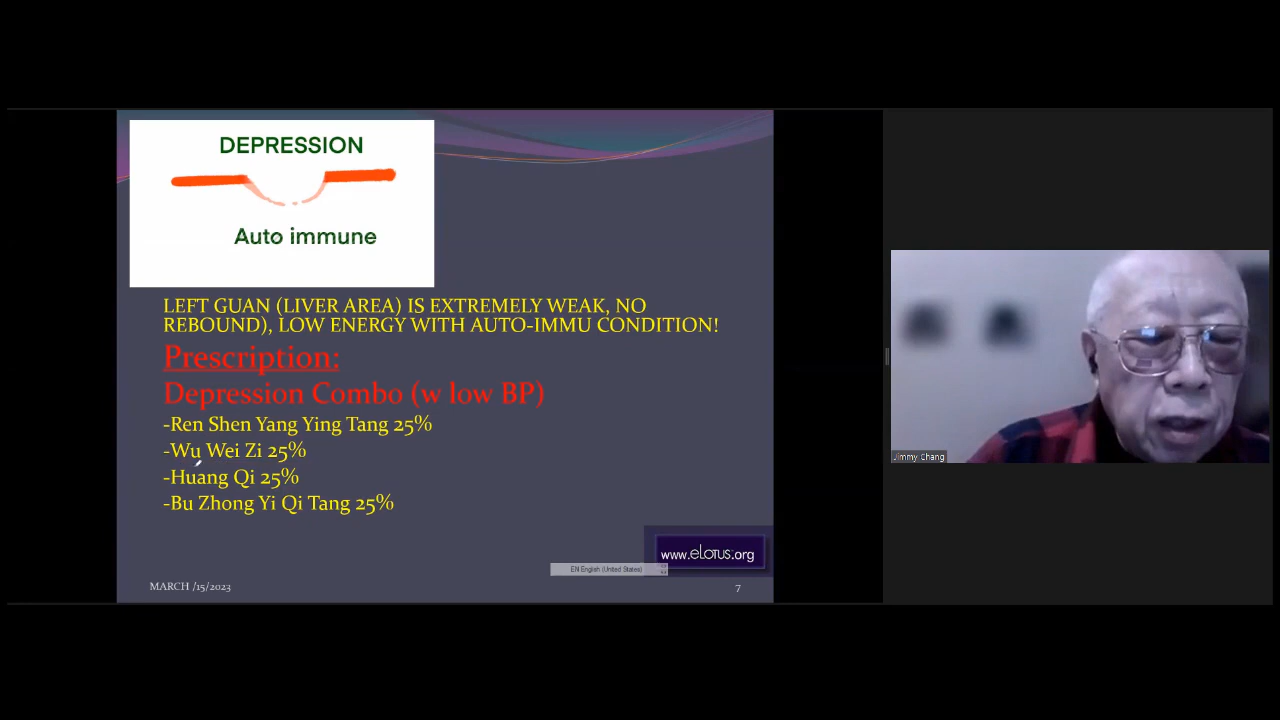 DEPRESSION
Auto immune
LEFT GUAN (LIVER AREA) IS EXTREMELY WEAK, NO
REBOUND), LOW ENERGY WITH AUTO-IMMU CONDITION!
Prescription:
Depression Combo (w low BP)
-Ren Shen Yang Ying Tang 25%
-Wu Wei Zi 25%
-Huang Qi 25%
-Bu Zhong Yi Qi Tang 25%
www.eLotus.org
EN English (United States)
MARCH /15/2023
7
Jimmy Chang